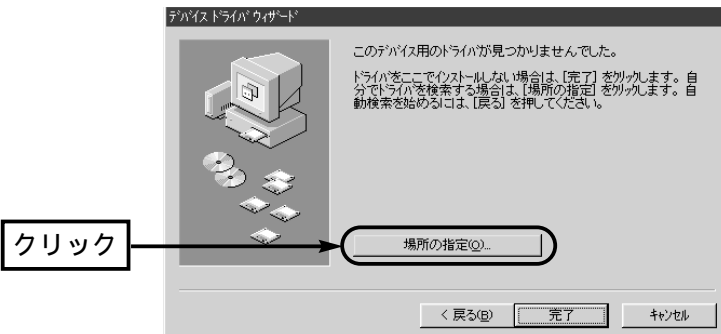 ﾃﾞﾊﾞｲｽ ﾄﾞﾗｲﾊﾞ ｳｨｻﾞｰﾄﾞ
このﾃﾞﾊﾞｲｽ用のﾄﾞﾗｲﾊﾞが見つかりませんでした。
ﾄﾞﾗｲﾊﾞをここでｲﾝｽﾄｰﾙしない場合は、[完了] をｸﾘｯｸします。自
分でﾄﾞﾗｲﾊﾞを検索する場合は、[場所の指定] をｸﾘｯｸします。自
動検索を始めるには、[戻る] を押してください。
クリック
場所の指定(O)...
< 戻る(B)
完了
ｷｬﾝｾﾙ